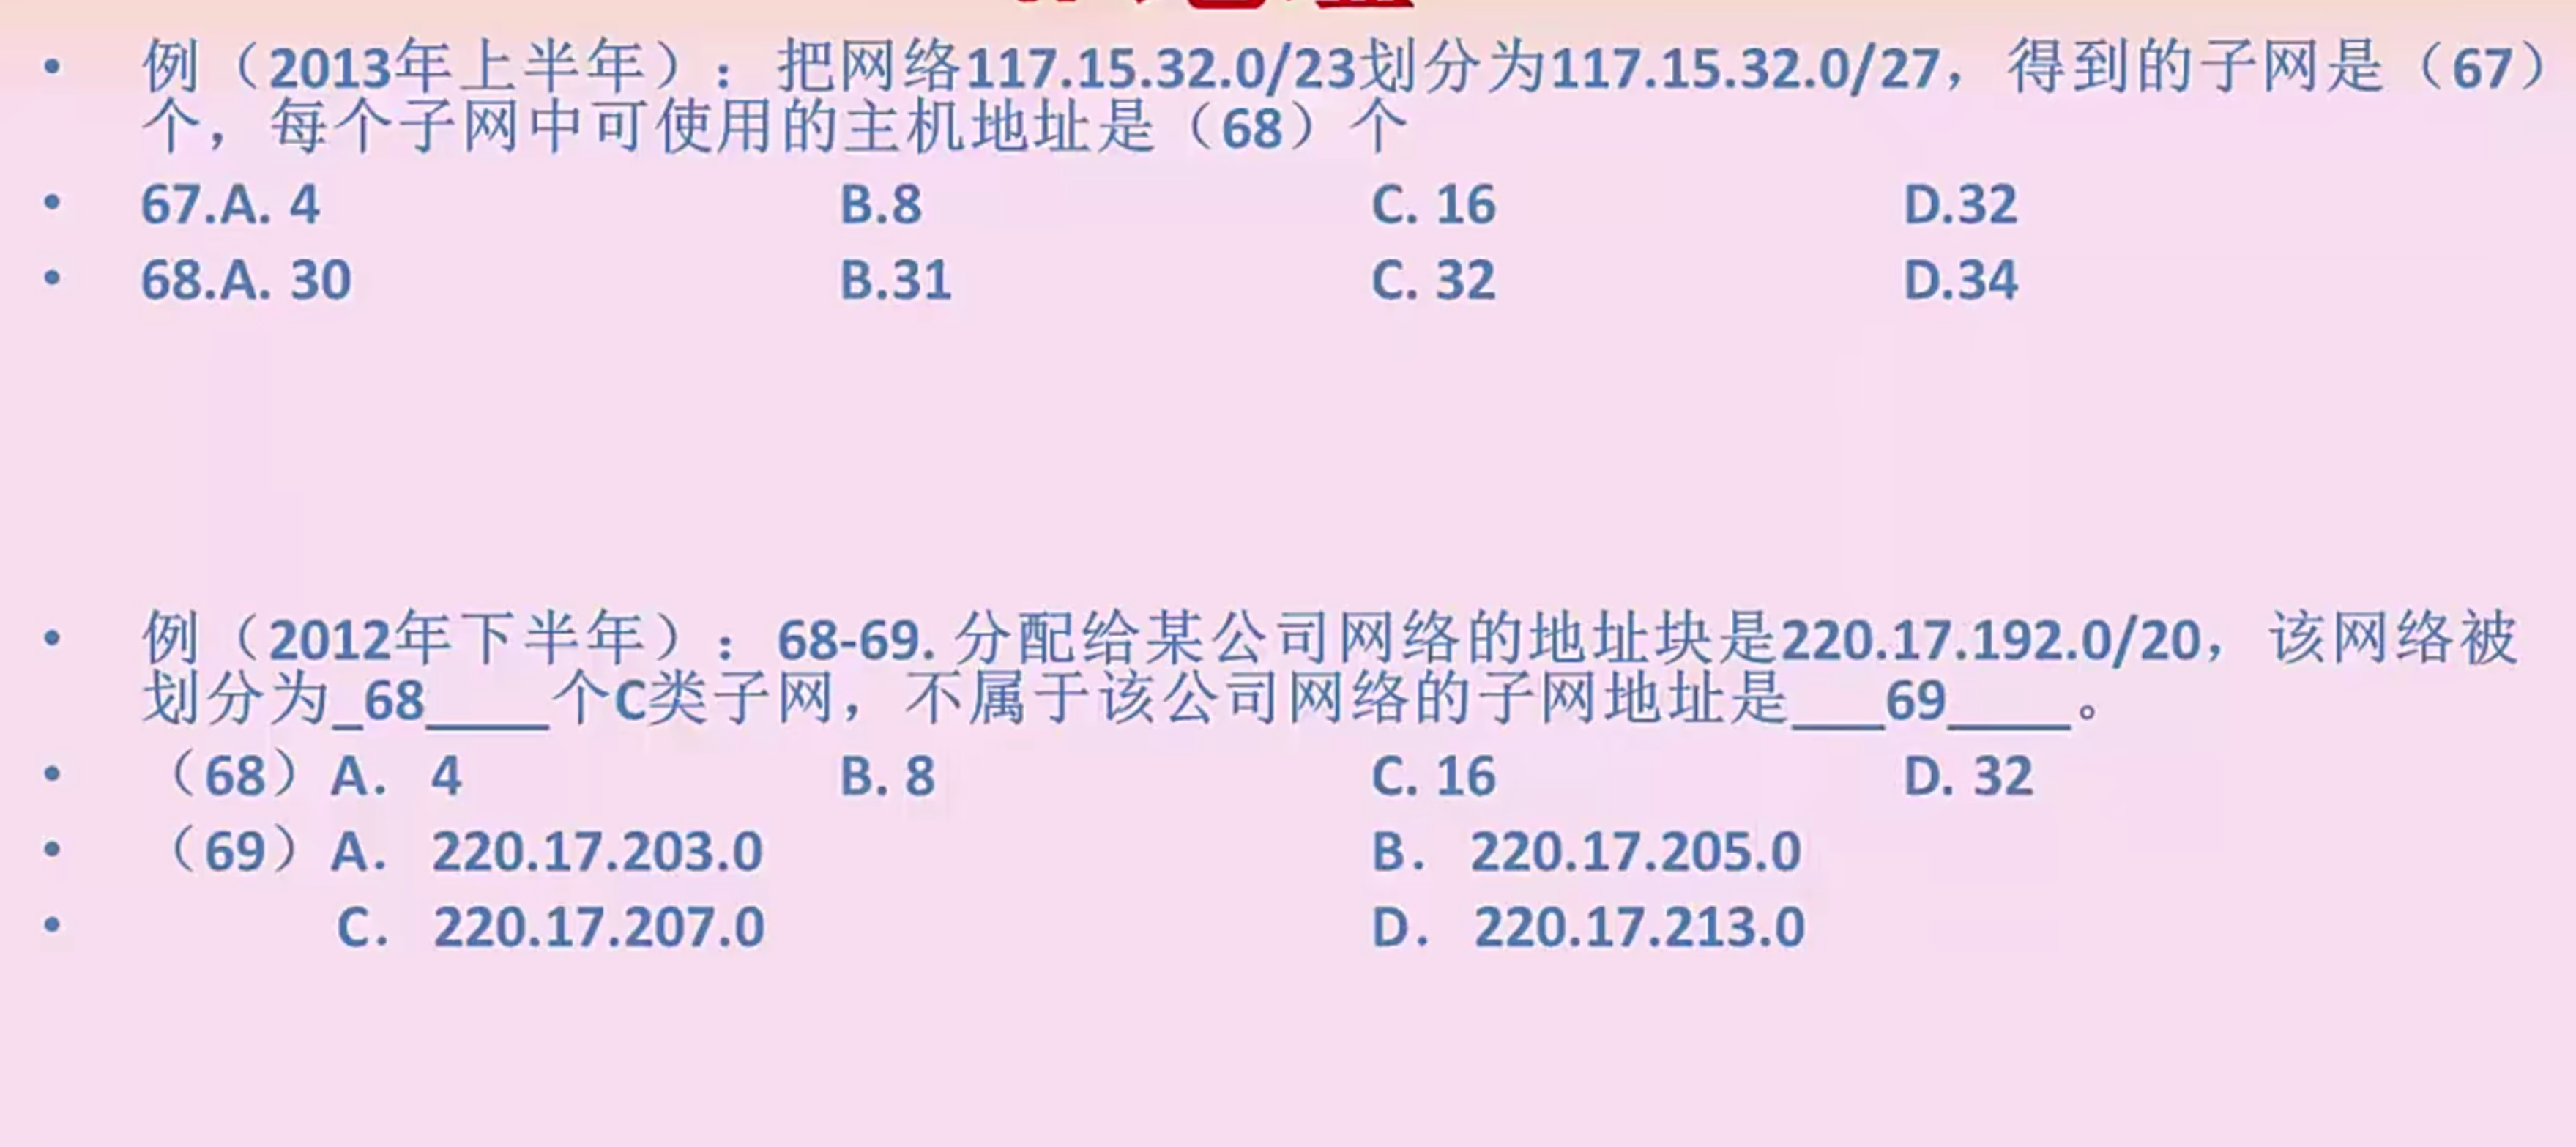 • 例（2013年上半年）：把网络117.15.32.0/23划分为117.15.32.0/27，得到的子网是（67）
个，每个子网中可使用的主机地址是（68）个
• 67.A. 4 B.8 C. 16 D.32
• 68.A. 30 B.31 C. 32 D.34
• 例（2012年下半年）：68-69. 分配给某公司网络的地址块是220.17.192.0/20，该网络被
划分为_68____个C类子网，不属于该公司网络的子网地址是___69____。
• （68）A. 4 B. 8 C. 16 D. 32
• （69）A. 220.17.203.0 B. 220.17.205.0
• C. 220.17.207.0 D. 220.17.213.0